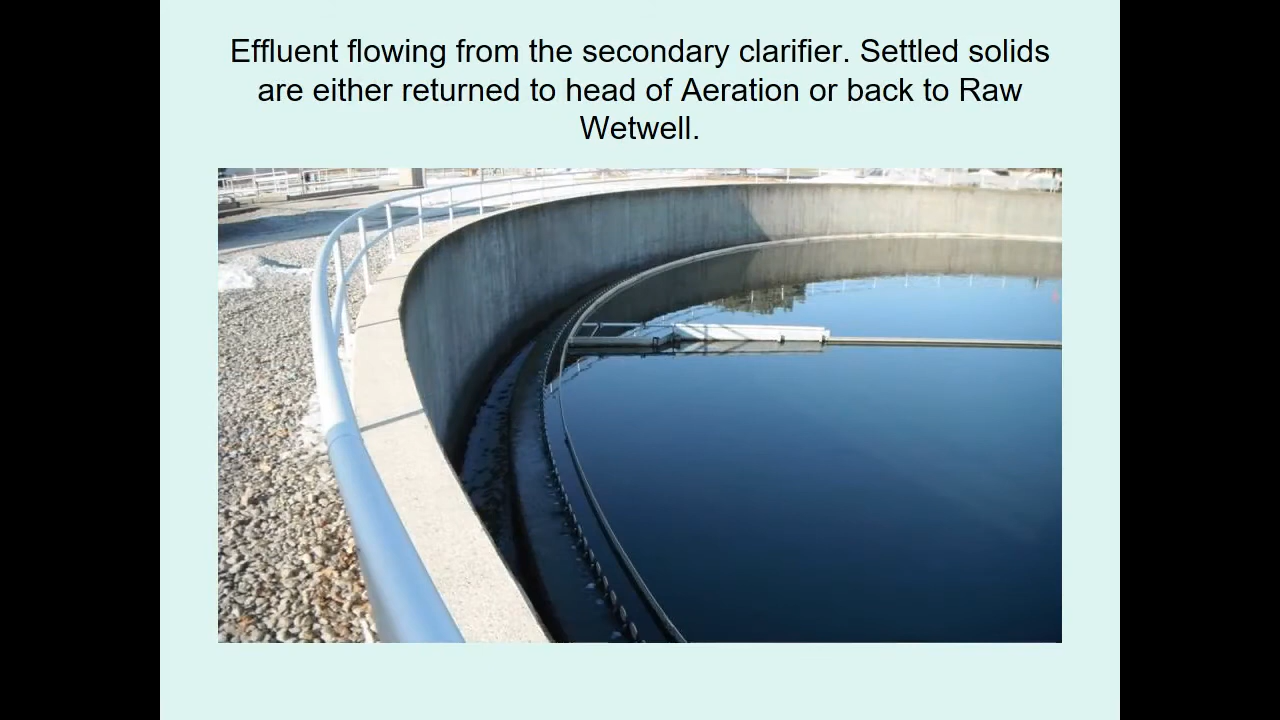 Effluent flowing from the secondary clarifier. Settled solids
are either returned to head of Aeration or back to Raw
Wetwell.